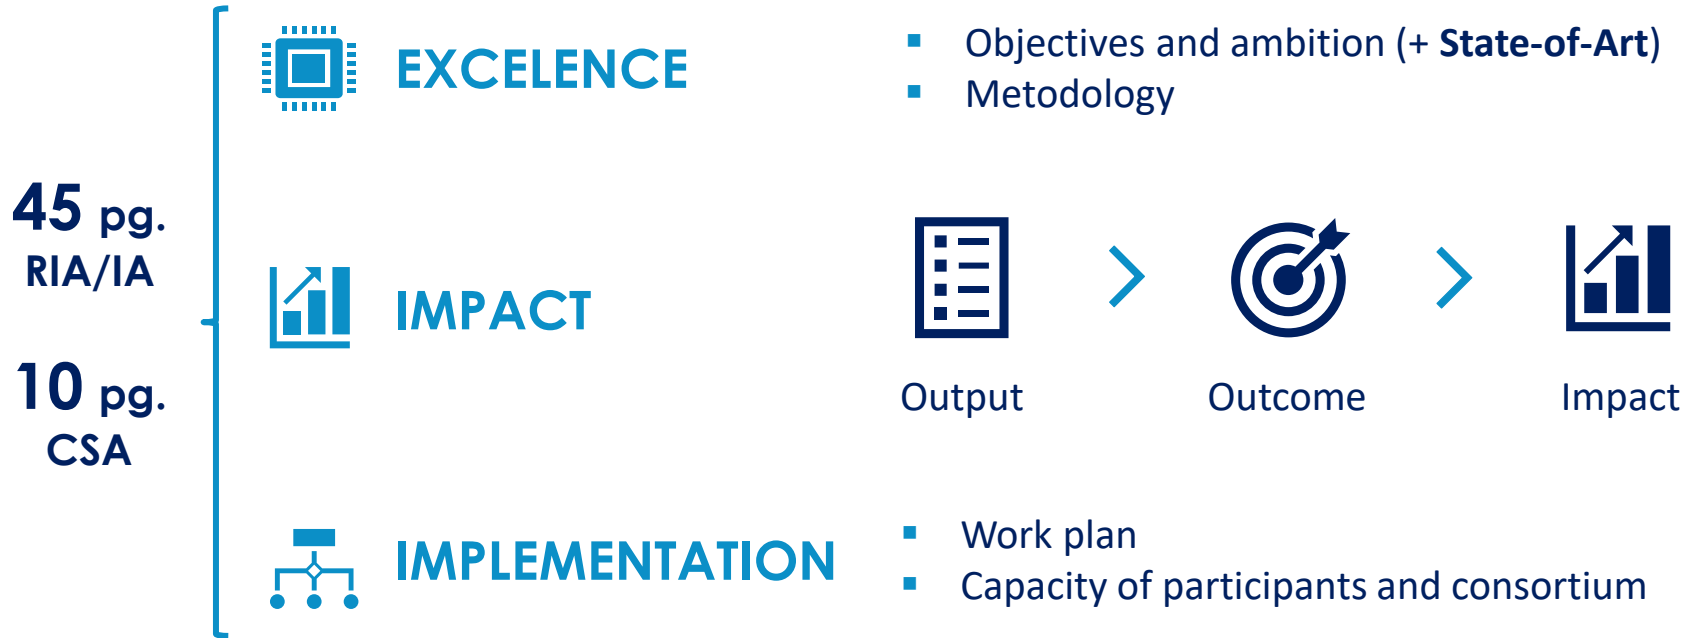 45 pg.
RIA/IA
10 pg.
CSA
EXCELENCE
▪ Objectives and ambition (+ State-of-Art)
▪ Metodology
IMPACT
Output
Outcome
Impact
IMPLEMENTATION
▪ Work plan
▪ Capacity of participants and consortium